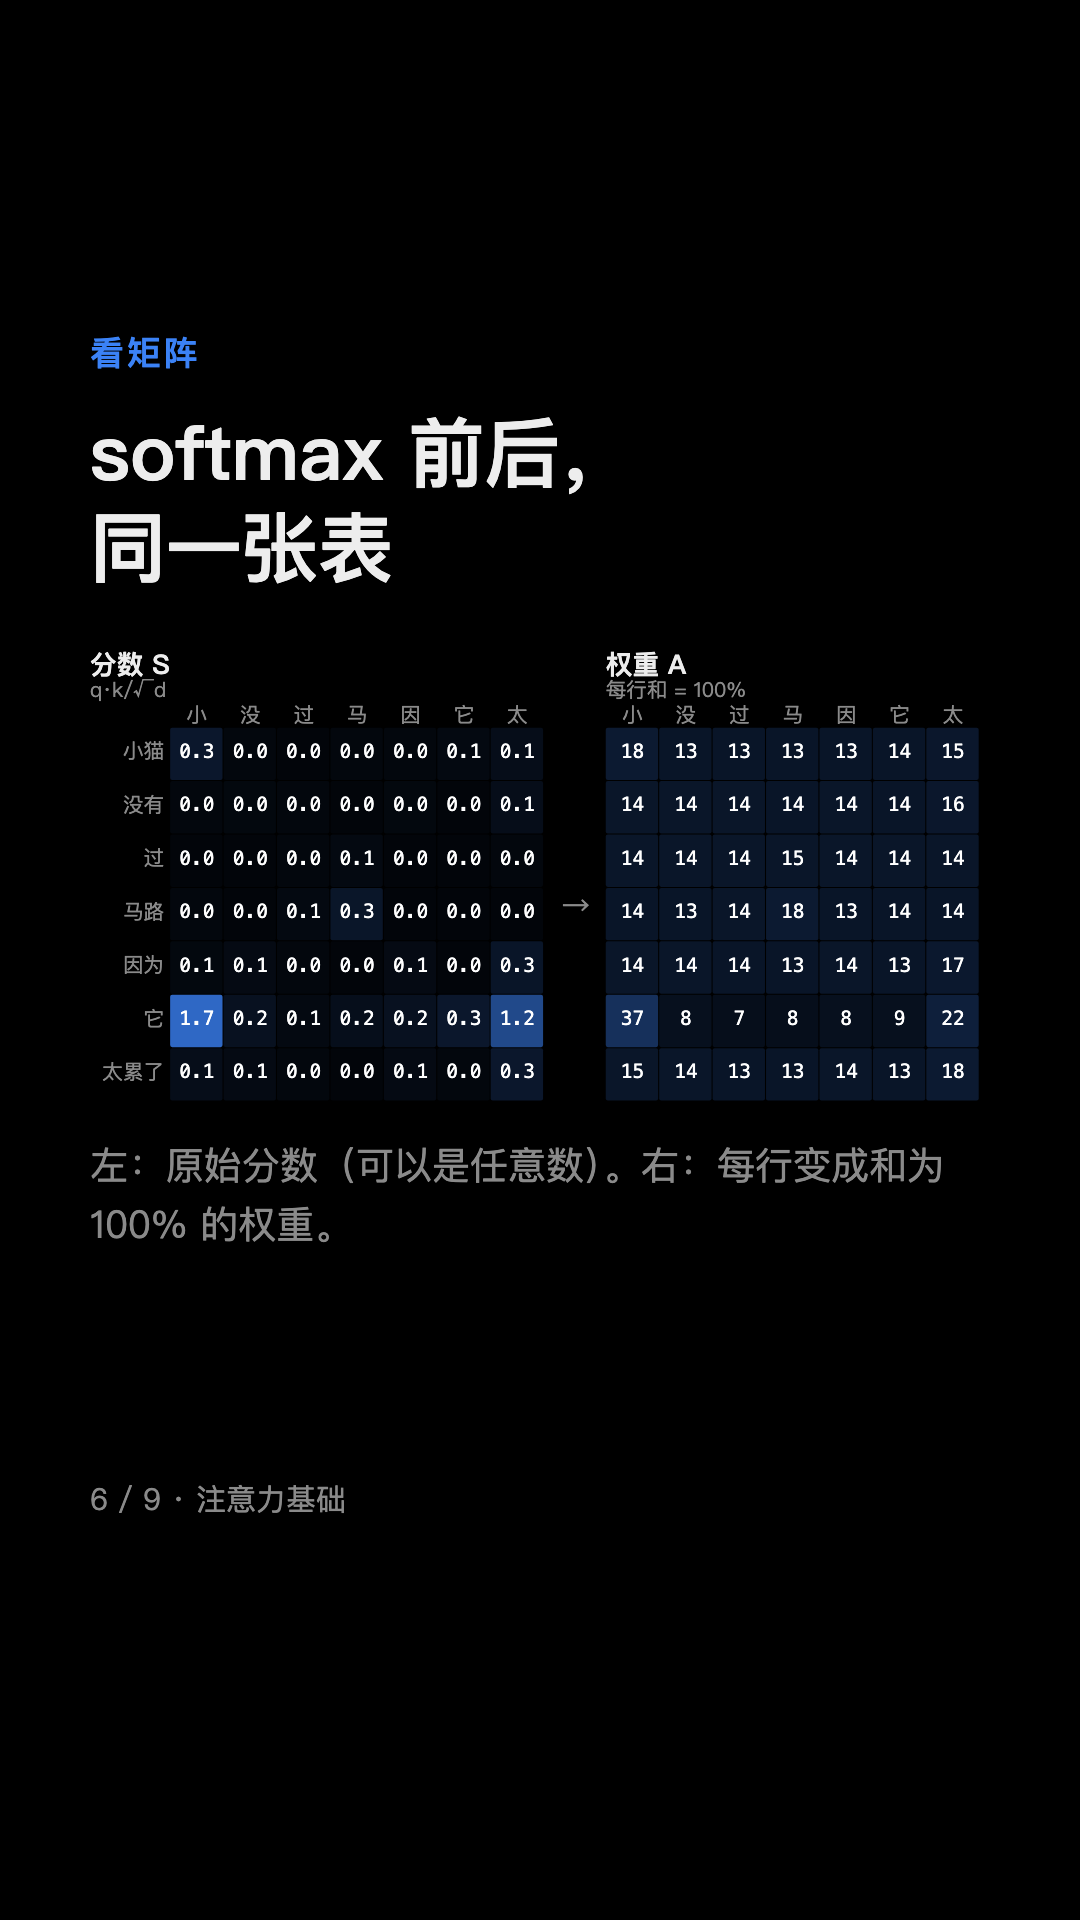 看矩阵
softmax 前后，
同一张表
分数 S 权重 A
q·k/√d 每行和 = 100%
小 没 过 马 因 它 太 小 没 过 马 因 它 太
小猫 0.3 0.0 0.0 0.0 0.0 0.1 0.1 18 13 13 13 13 14 15
没有 0.0 0.0 0.0 0.0 0.0 0.0 0.1 14 14 14 14 14 14 16
过 0.0 0.0 0.0 0.1 0.0 0.0 0.0 14 14 14 15 14 14 14
马路 0.0 0.0 0.1 0.3 0.0 0.0 0.0 → 14 13 14 18 13 14 14
因为 0.1 0.1 0.0 0.0 0.1 0.0 0.3 14 14 14 13 14 13 17
它 1.7 0.2 0.1 0.2 0.2 0.3 1.2 37 8 7 8 8 9 22
太累了 0.1 0.1 0.0 0.0 0.1 0.0 0.3 15 14 13 13 14 13 18
左：原始分数（可以是任意数）。右：每行变成和为
100% 的权重。
6 / 9 · 注意力基础